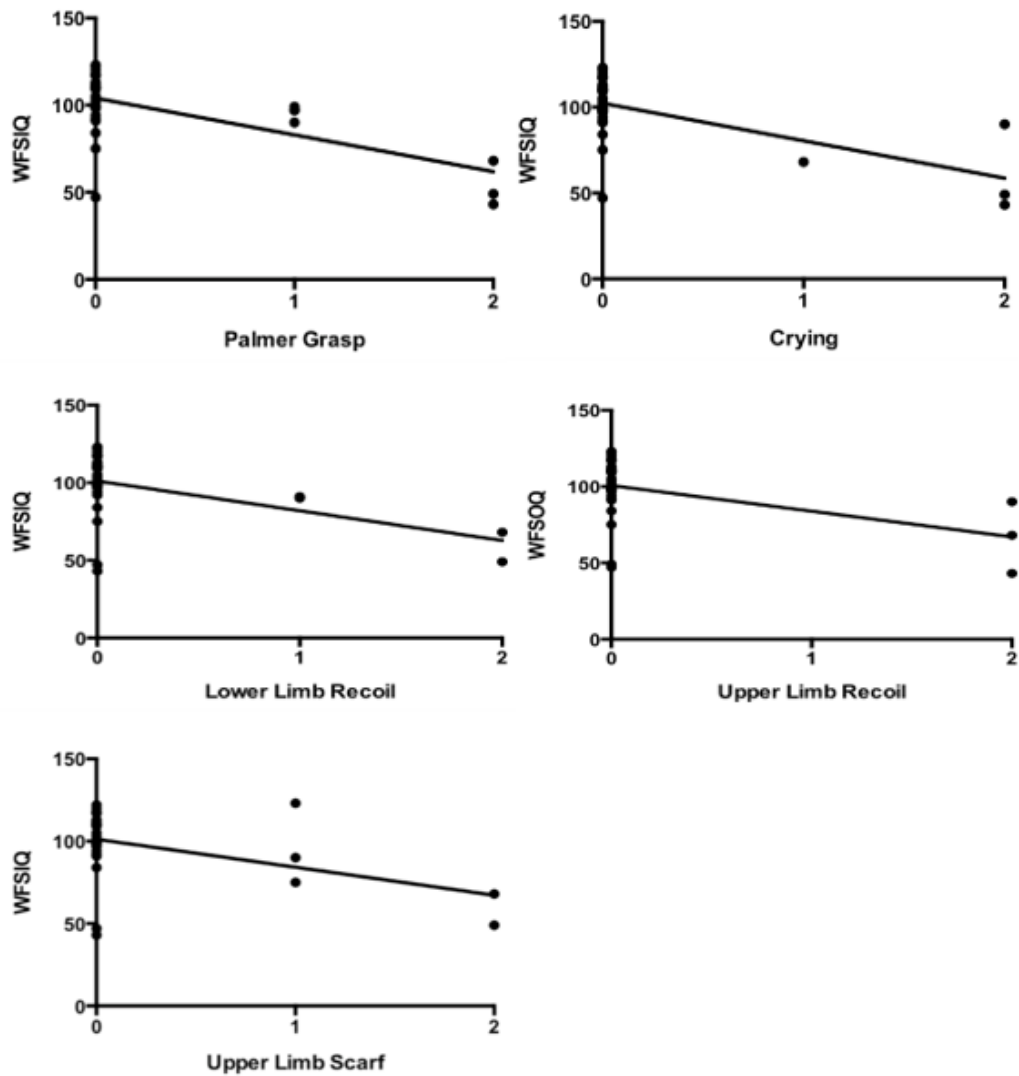 150
100
50
0
WFSIQ
0 1 2
Palmer Grasp
150
100
50
0
WFSIQ
0 1 2
Crying
150
100
50
0
WFSIQ
0 1 2
Lower Limb Recoil
150
100
50
0
WFSOQ
0 1 2
Upper Limb Recoil
150
100
50
0
WFSIQ
0 1 2
Upper Limb Scarf